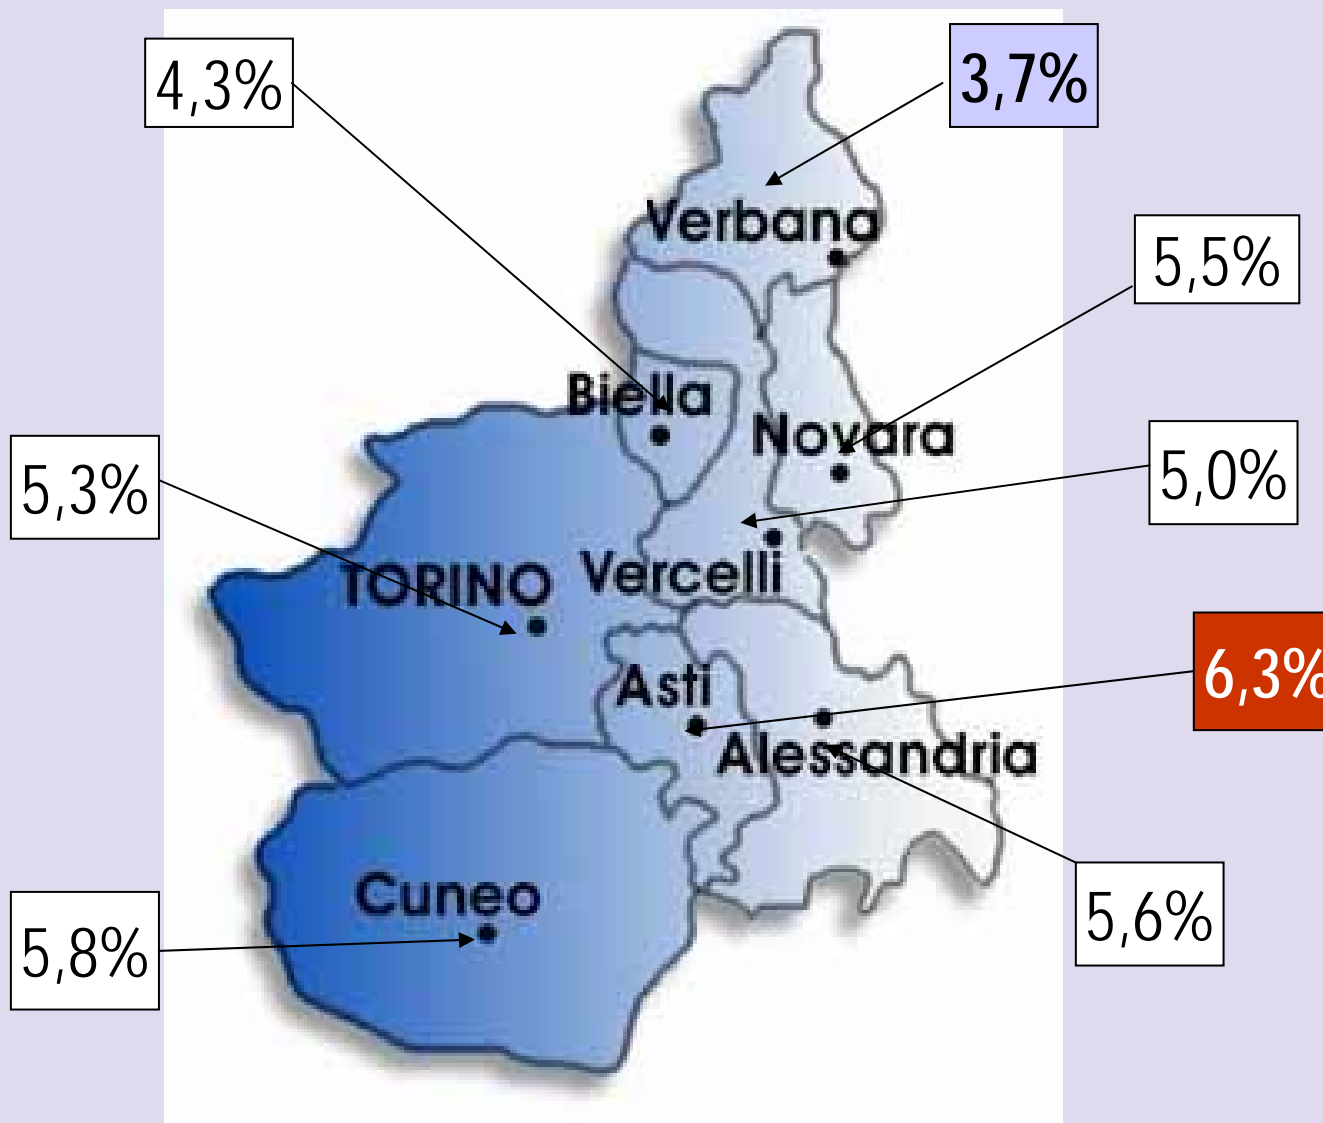 4,3%
3,7%
Verbana
5,5%
Biella
Novara
5,3%
5,0%
TORINO
Vercelli
6,3%
Asti
Alessandria
Cuneo
5,6%
5,8%